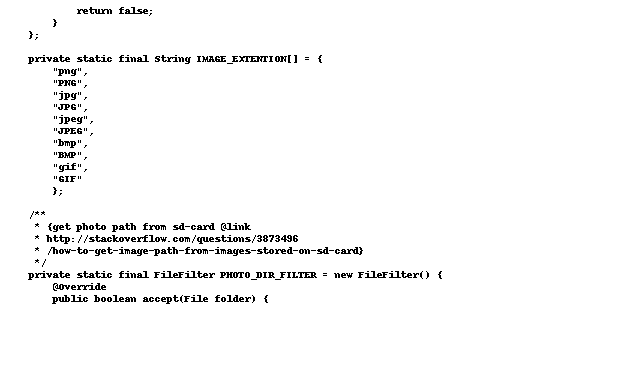 return false;
}
};
private static final String IMAGE_EXTENTION[] = {
"png",
"PNG",
"jpg",
"JPG",
"jpeg",
"JPEG",
"bmp",
"BMP",
"gif",
"GIF"
};
/**
* {get photo path from sd-card @link
* http://stackoverflow.com/questions/3873496
* /how-to-get-image-path-from-images-stored-on-sd-card}
*/
private static final FileFilter PHOTO_DIR_FILTER = new FileFilter() {
@Override
public boolean accept(File folder) {